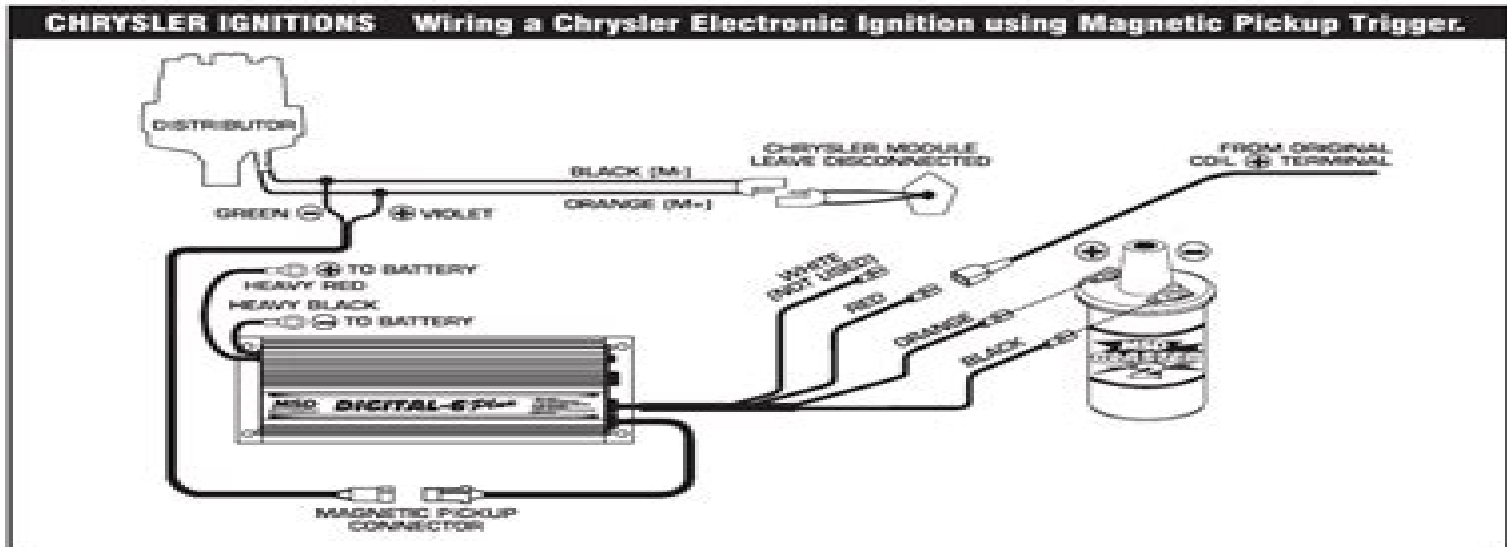 CHRYSLER IGNITIONS Wiring a Chrysler Electronic Ignition using Magnetic Pickup Trigger.
DISTRIBUTOR
CHRYSLER MODULE
LEAVE DISCONNECTED
FROM ORIGINAL
COIL ⊕ TERMINAL
BLACK (M-)
ORANGE (M+)
GREEN ⊖
⊕ VIOLET
⊕ TO BATTERY
HEAVY RED
HEAVY BLACK
⊖ TO BATTERY
WHITE
(NOT USED)
RED
ORANGE
BLACK
⊕
⊖
MSD DIGITAL-6 Plus
MAGNETIC PICKUP
CONNECTOR